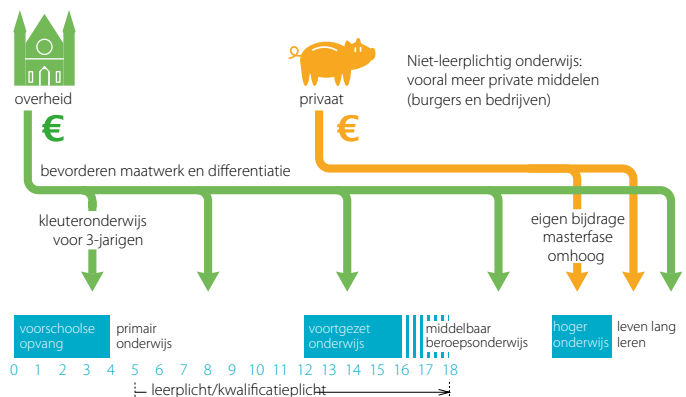 overheid
€
privaat
€
Niet-leerplichtig onderwijs:
vooral meer private middelen
(burgers en bedrijven)
bevorderen maatwerk en differentiatie
kleuteronderwijs
voor 3-jarigen
eigen bijdrage
masterfase
omhoog
voorschoolse
opvang
primair
onderwijs
voortgezet
onderwijs
middelbaar
beroepsonderwijs
hoger
onderwijs
leven lang
leren
0 1 2 3 4 5 6 7 8 9 10 11 12 13 14 15 16 17 18
leerplicht/kwalificatieplicht